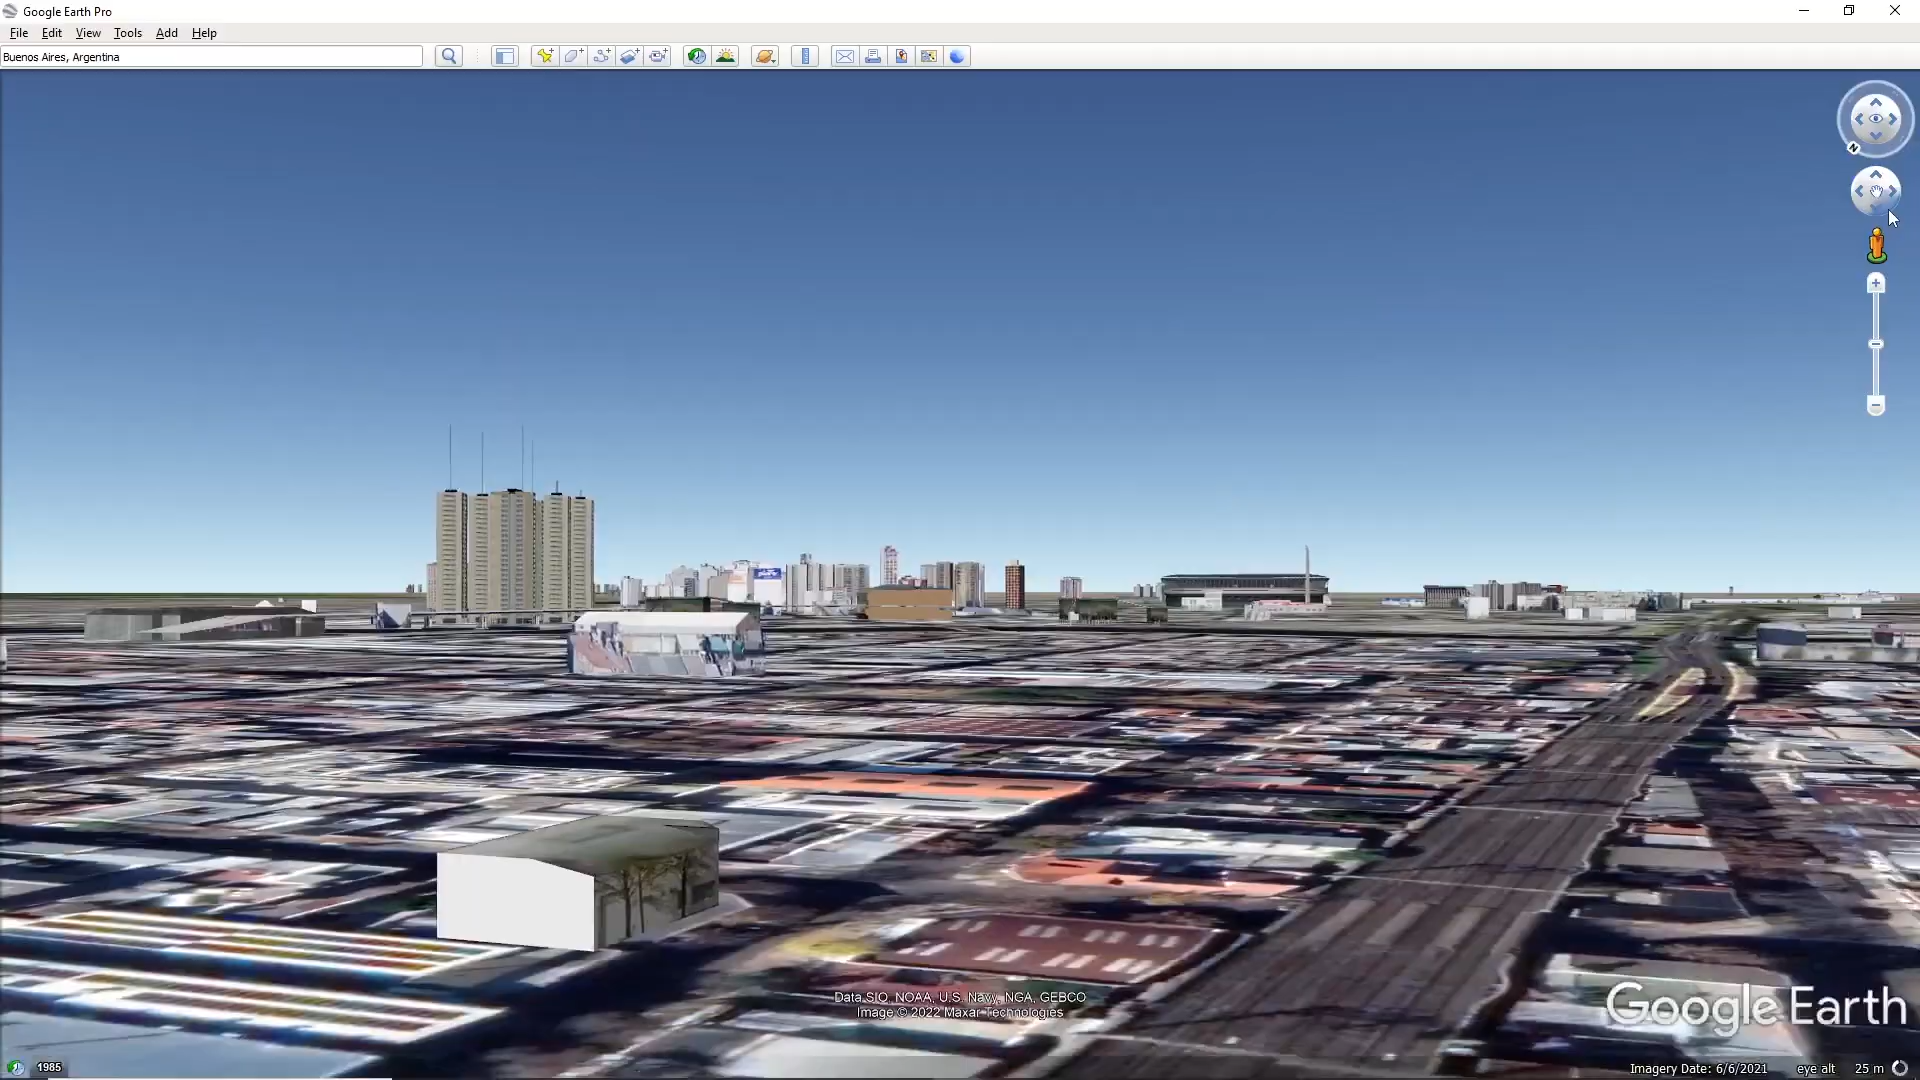 Google Earth Pro
File Edit View Tools Add Help
Buenos Aires, Argentina
N
Data SIO, NOAA, U.S. Navy, NGA, GEBCO
Image © 2022 Maxar Technologies
Google Earth
1985
Imagery Date: 6/6/2021 eye alt 25 m